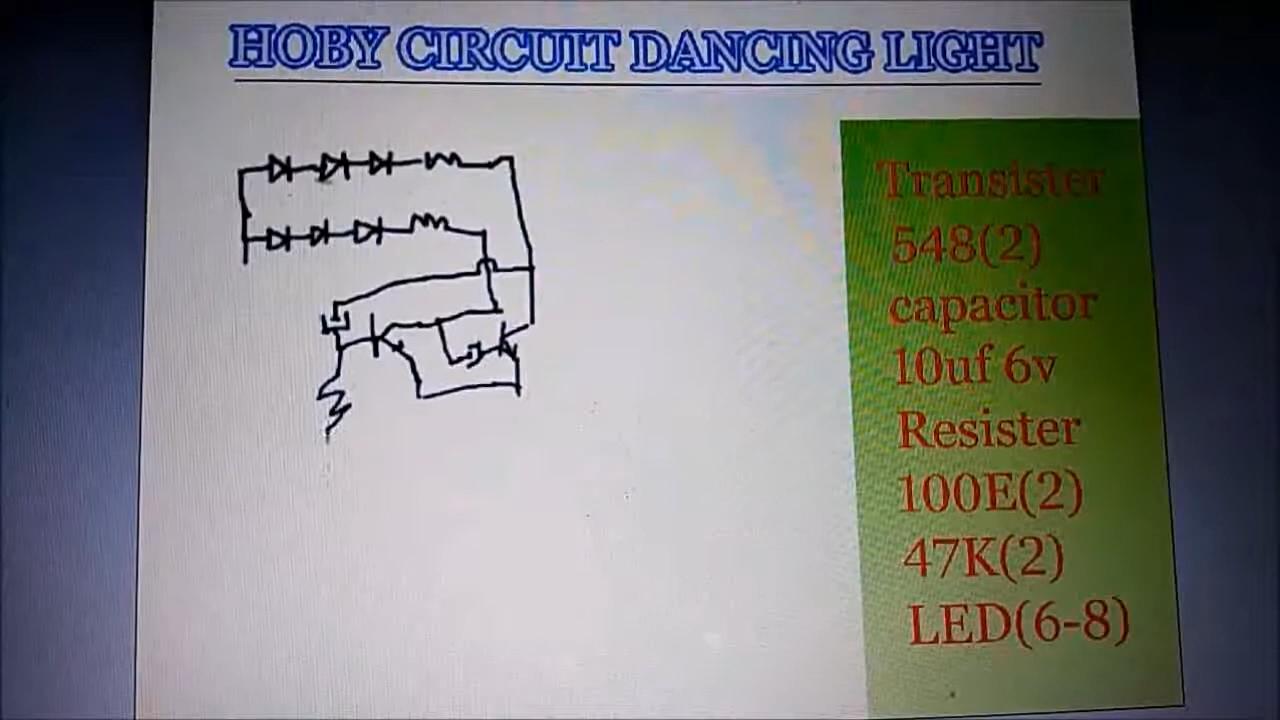 HOBY CIRCUIT DANCING LIGHT
Transister
548(2)
capacitor
10uf 6v
Resister
100E(2)
47K(2)
LED(6-8)